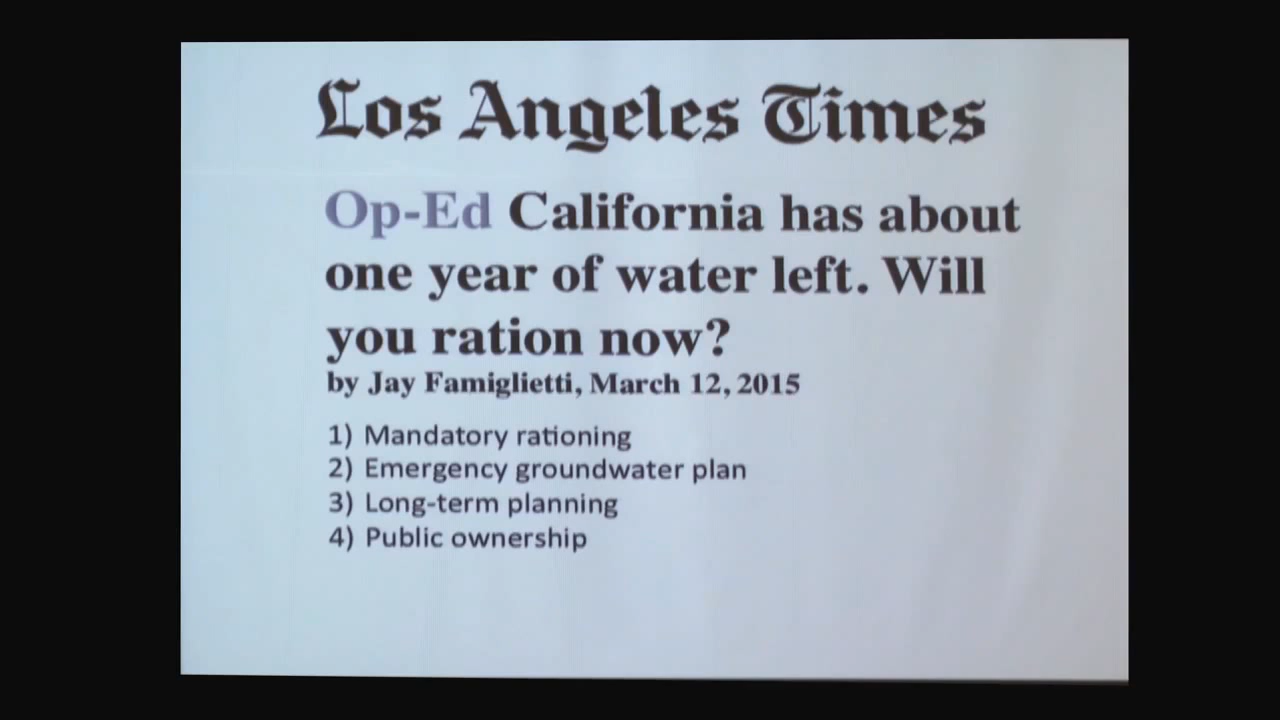 Los Angeles Times
Op-Ed California has about
one year of water left. Will
you ration now?
by Jay Famiglietti, March 12, 2015
1) Mandatory rationing
2) Emergency groundwater plan
3) Long-term planning
4) Public ownership